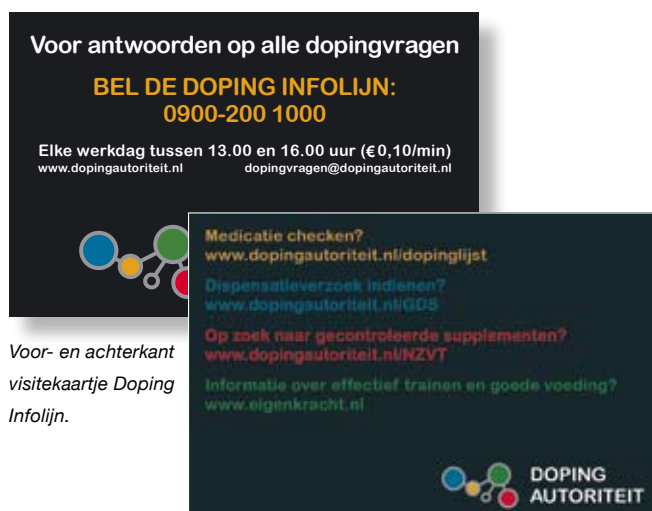 Voor antwoorden op alle dopingvragen
BEL DE DOPING INFOLIJN:
0900-200 1000
Elke werkdag tussen 13.00 en 16.00 uur (€ 0,10/min)
www.dopingautoriteit.nl dopingvragen@dopingautoriteit.nl
Medicatie checken?
www.dopingautoriteit.nl/dopinglijst
Dispensatieverzoek indienen?
www.dopingautoriteit.nl/GDS
Op zoek naar gecontroleerde supplementen?
www.dopingautoriteit.nl/NZVT
Informatie over effectief trainen en goede voeding?
www.eigenkracht.nl
DOPING
AUTORITEIT
Voor- en achterkant
visitekaartje Doping
Infolijn.